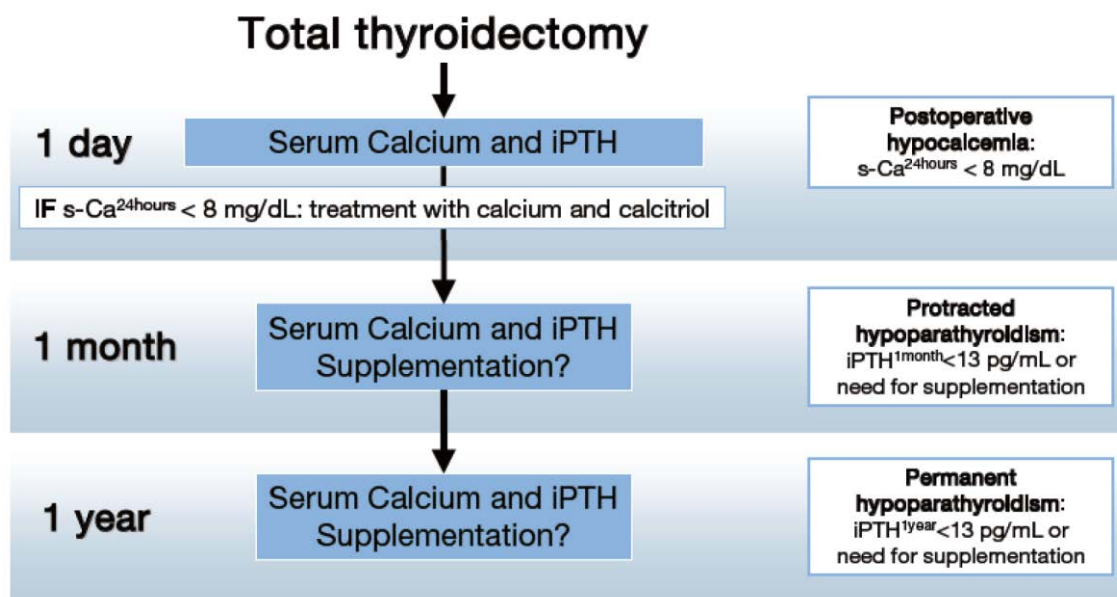 Total thyroidectomy
1 day
Serum Calcium and iPTH
Postoperative
hypocalcemia:
s-Ca24hours < 8 mg/dL
IF s-Ca24hours < 8 mg/dL: treatment with calcium and calcitriol
1 month
Serum Calcium and iPTH
Supplementation?
Protracted
hypoparathyroidism:
iPTH1month<13 pg/mL or
need for supplementation
1 year
Serum Calcium and iPTH
Supplementation?
Permanent
hypoparathyroidism:
iPTH1year<13 pg/mL or
need for supplementation